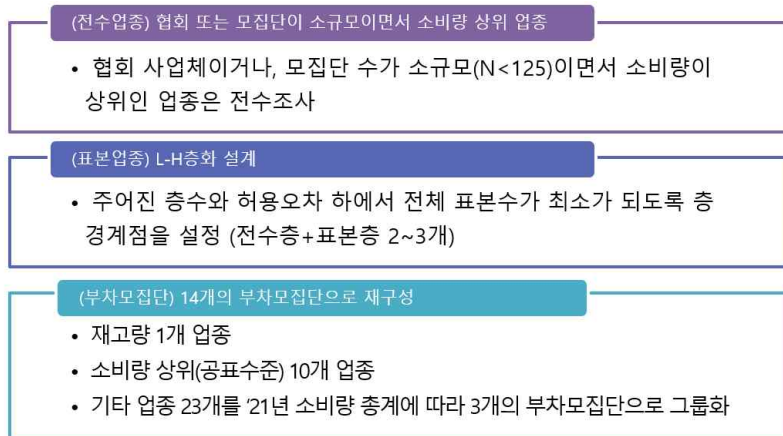 (전수업종) 협회 또는 모집단이 소규모이면서 소비량 상위 업종
• 협회 사업체이거나, 모집단 수가 소규모(N<125)이면서 소비량이
상위인 업종은 전수조사
(표본업종) L-H층화 설계
• 주어진 층수와 허용오차 하에서 전체 표본수가 최소가 되도록 층
경계점을 설정 (전수층+표본층 2~3개)
(부차모집단) 14개의 부차모집단으로 재구성
• 재고량 1개 업종
• 소비량 상위(공표수준) 10개 업종
• 기타 업종 23개를 '21년 소비량 총계에 따라 3개의 부차모집단으로 그룹화